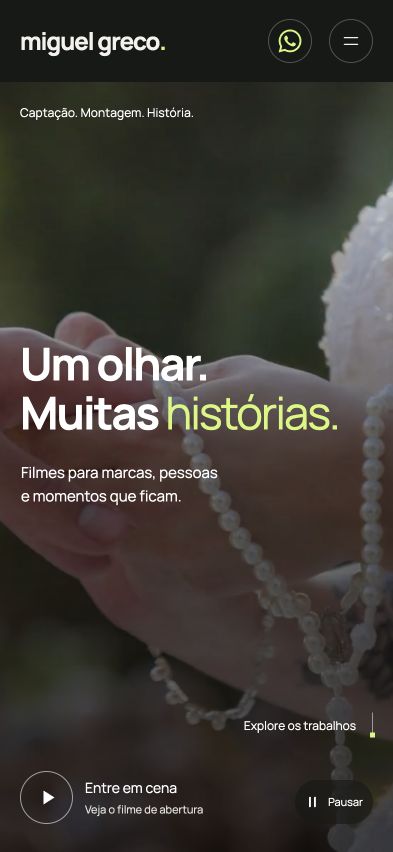 miguel greco.
Captação. Montagem. História.
Um olhar.
Muitas histórias.
Filmes para marcas, pessoas
e momentos que ficam.
Explore os trabalhos
Entre em cena
Veja o filme de abertura
Pausar